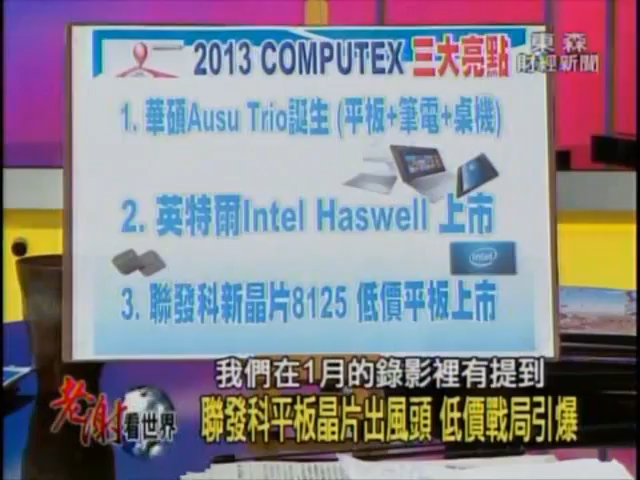 2013 COMPUTEX 三大亮點
東森
財經新聞
1. 華碩Ausu Trio誕生 (平板+筆電+桌機)
2. 英特爾Intel Haswell 上市
intel
3. 聯發科新晶片8125 低價平板上市
我們在1月的錄影裡有提到
老謝看世界
聯發科平板晶片出風頭 低價戰局引爆